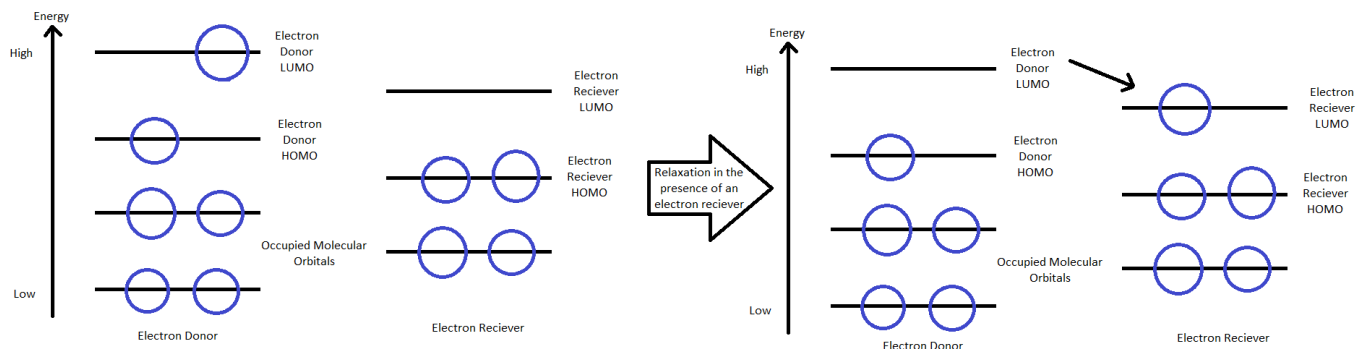 Energy
High
Electron
Donor
LUMO
Electron
Reciever
LUMO
Electron
Donor
HOMO
Electron
Reciever
HOMO
Occupied Molecular
Orbitals
Low
Electron Donor
Electron Reciever
Relaxation in the
presence of an
electron reciever
Energy
High
Electron
Donor
LUMO
Electron
Reciever
LUMO
Electron
Donor
HOMO
Electron
Reciever
HOMO
Occupied Molecular
Orbitals
Low
Electron Donor
Electron Reciever